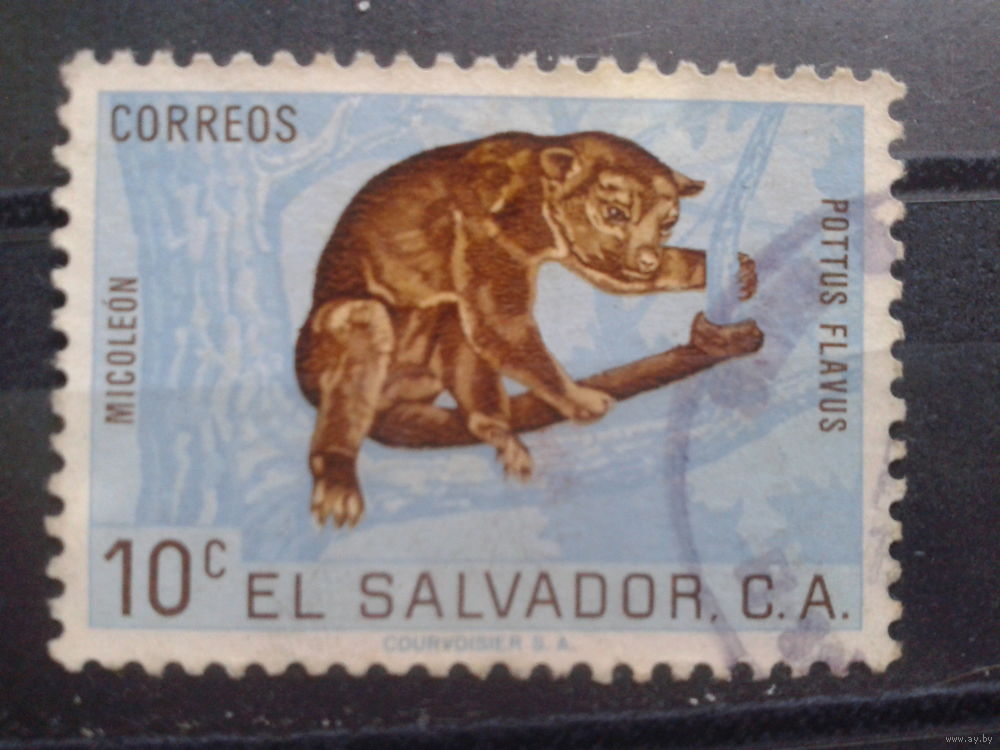 CORREOS
MICOLEÓN
POTTUS FLAVUS
10c EL SALVADOR, C.A.
COURVOISIER S. A.
www.ay.by